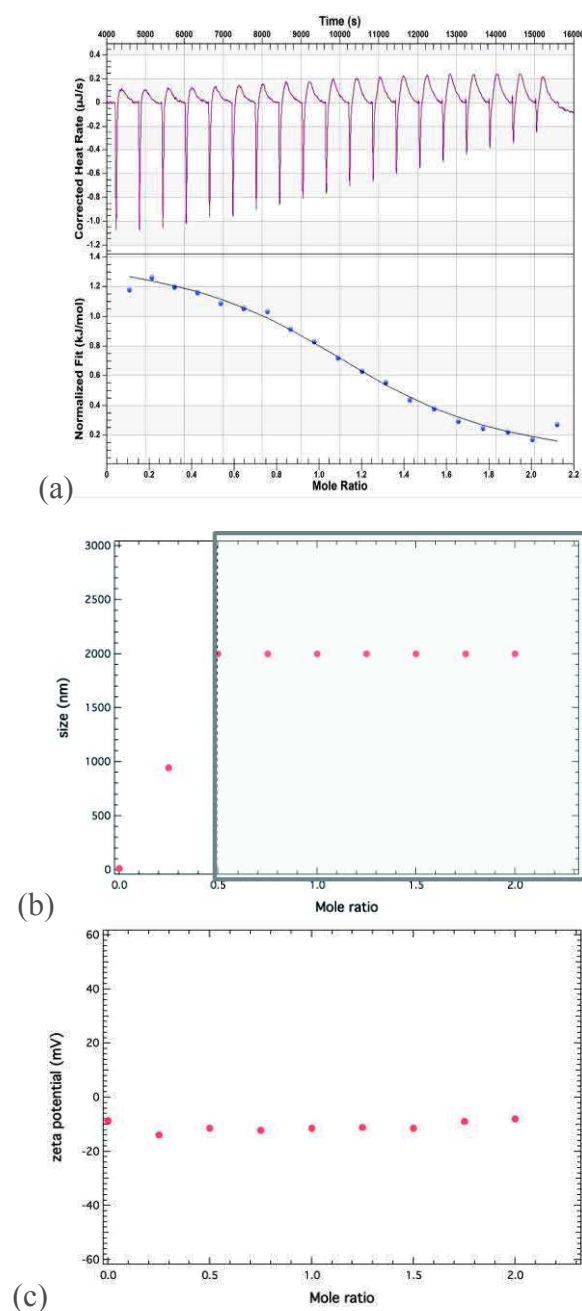 Time (s)
4000 5000 6000 7000 8000 9000 10000 11000 12000 13000 14000 15000 16000
Corrected Heat Rate (µJ/s)
0.4
0.2
0
-0.2
-0.4
-0.6
-0.8
-1.0
-1.2
Normalized Fit (kJ/mol)
1.4
1.2
1.0
0.8
0.6
0.4
0.2
0 0.2 0.4 0.6 0.8 1.0 1.2 1.4 1.6 1.8 2.0 2.2
Mole Ratio
(a)
size (nm)
3000
2500
2000
1500
1000
500
0
0.0 0.5 1.0 1.5 2.0
Mole ratio
(b)
zeta potential (mV)
60
40
20
0
-20
-40
-60
0.0 0.5 1.0 1.5 2.0
Mole ratio
(c)